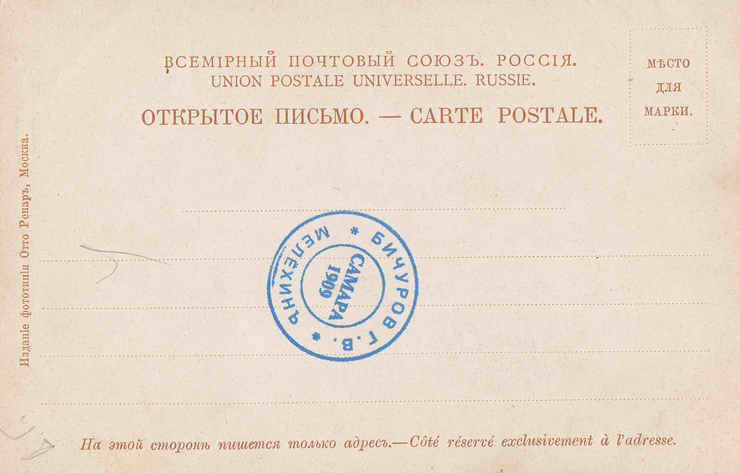 ВСЕМІРНЫЙ ПОЧТОВЫЙ СОЮЗЪ. РОССІЯ.
UNION POSTALE UNIVERSELLE. RUSSIE.
ОТКРЫТОЕ ПИСЬМО. — CARTE POSTALE.
МѢСТО
ДЛЯ
МАРКИ.
Изданіе фототипіи Отто Ренаръ, Москва.
БИЧУРОВ Г. В. * МЕЛЁХИНЯ *
САМАРА
1909
На этой сторонѣ пишется только адресъ.—Côté réservé exclusivement à l'adresse.